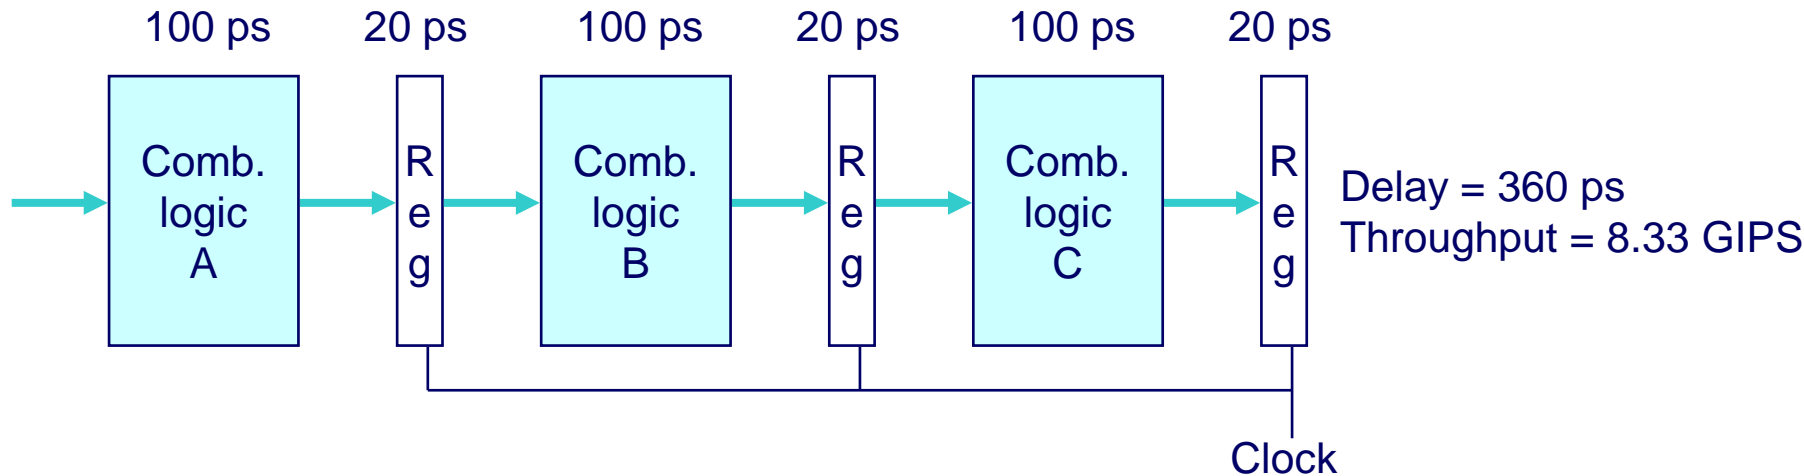 100 ps 20 ps 100 ps 20 ps 100 ps 20 ps
Comb.
logic
A
R
e
g
Comb.
logic
B
R
e
g
Comb.
logic
C
R
e
g
Delay = 360 ps
Throughput = 8.33 GIPS
Clock